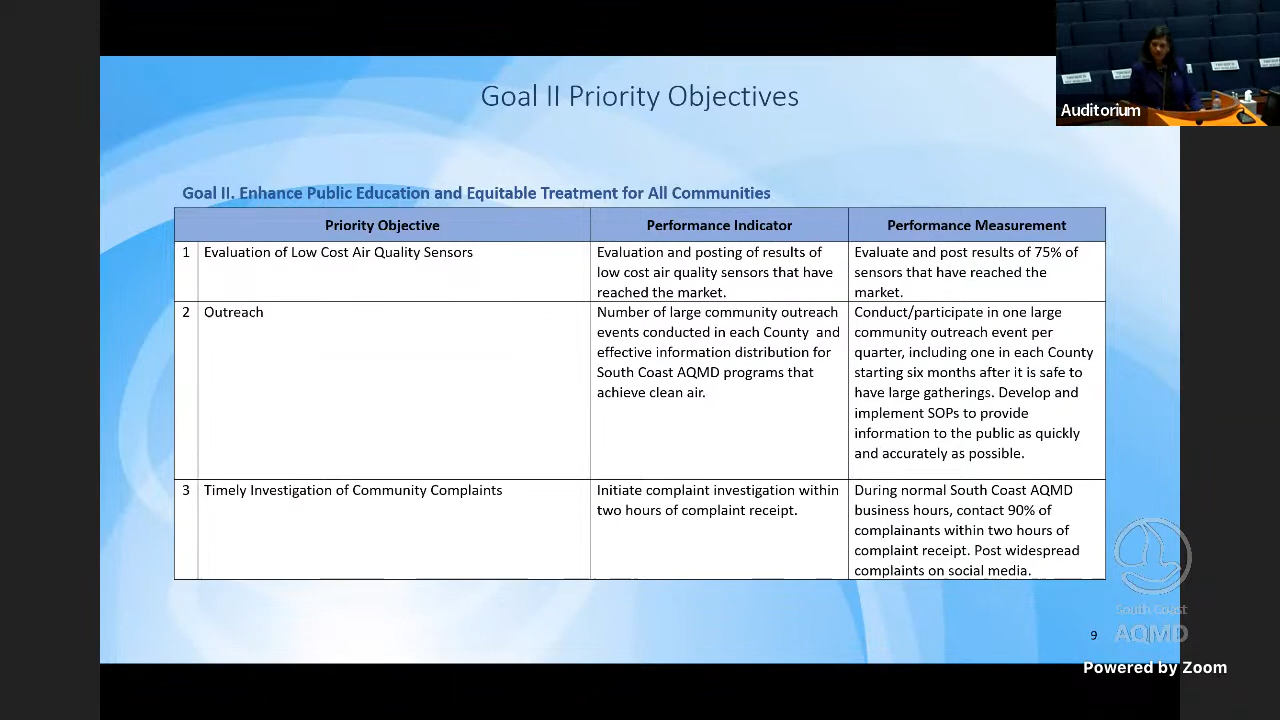 Goal II Priority Objectives
Auditorium
Goal II. Enhance Public Education and Equitable Treatment for All Communities
Priority Objective
Performance Indicator
Performance Measurement
1
Evaluation of Low Cost Air Quality Sensors
Evaluation and posting of results of
low cost air quality sensors that have
reached the market.
Evaluate and post results of 75% of
sensors that have reached the
market.
2
Outreach
Number of large community outreach
events conducted in each County and
effective information distribution for
South Coast AQMD programs that
achieve clean air.
Conduct/participate in one large
community outreach event per
quarter, including one in each County
starting six months after it is safe to
have large gatherings. Develop and
implement SOPs to provide
information to the public as quickly
and accurately as possible.
3
Timely Investigation of Community Complaints
Initiate complaint investigation within
two hours of complaint receipt.
During normal South Coast AQMD
business hours, contact 90% of
complainants within two hours of
complaint receipt. Post widespread
complaints on social media.
South Coast
AQMD
9
Powered by Zoom